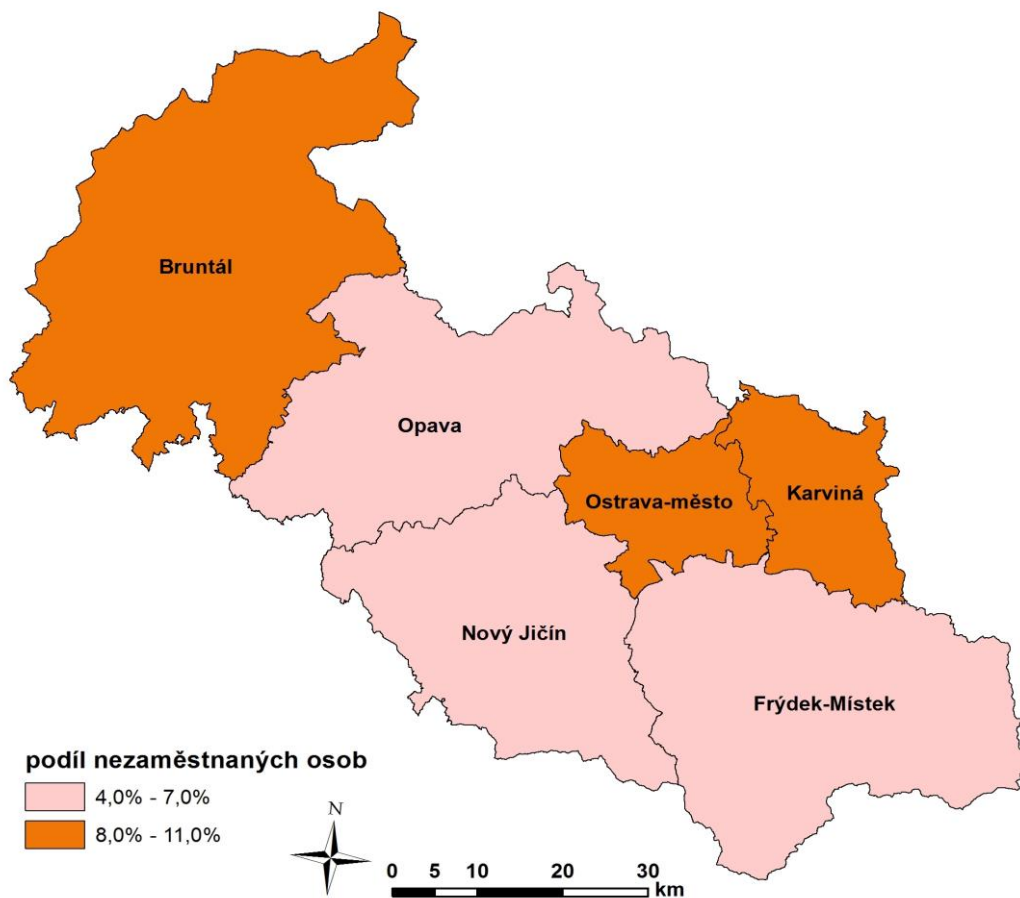 Bruntál
Opava
Ostrava-město
Karviná
Nový Jičín
Frýdek-Místek
podíl nezaměstnaných osob
4,0% - 7,0%
8,0% - 11,0%
N
0 5 10 20 30
km